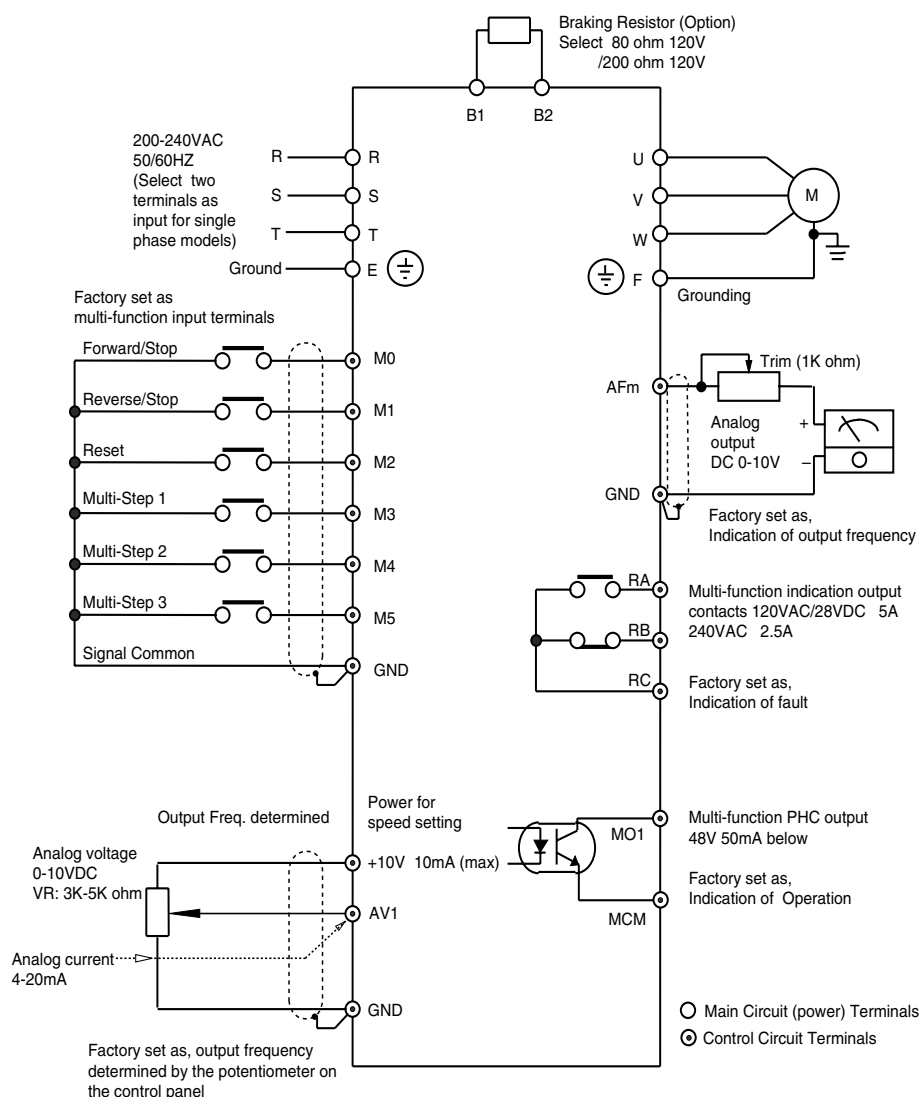 Braking Resistor (Option)
Select 80 ohm 120V
/200 ohm 120V
B1
B2
200-240VAC
50/60HZ
(Select two
terminals as
input for single
phase models)
R
R
S
S
T
T
Ground
E
U
V
W
M
F
Grounding
Factory set as
multi-function input terminals
Forward/Stop
M0
Reverse/Stop
M1
Reset
M2
Multi-Step 1
M3
Multi-Step 2
M4
Multi-Step 3
M5
Signal Common
GND
AFm
Trim (1K ohm)
Analog
output
DC 0-10V
+
–
GND
Factory set as,
Indication of output frequency
RA
RB
RC
Multi-function indication output
contacts 120VAC/28VDC 5A
240VAC 2.5A
Factory set as,
Indication of fault
Output Freq. determined
Power for
speed setting
Analog voltage
0-10VDC
VR: 3K-5K ohm
+10V 10mA (max)
AV1
Analog current
4-20mA
GND
Factory set as, output frequency
determined by the potentiometer on
the control panel
MO1
MCM
Multi-function PHC output
48V 50mA below
Factory set as,
Indication of Operation
Main Circuit (power) Terminals
Control Circuit Terminals